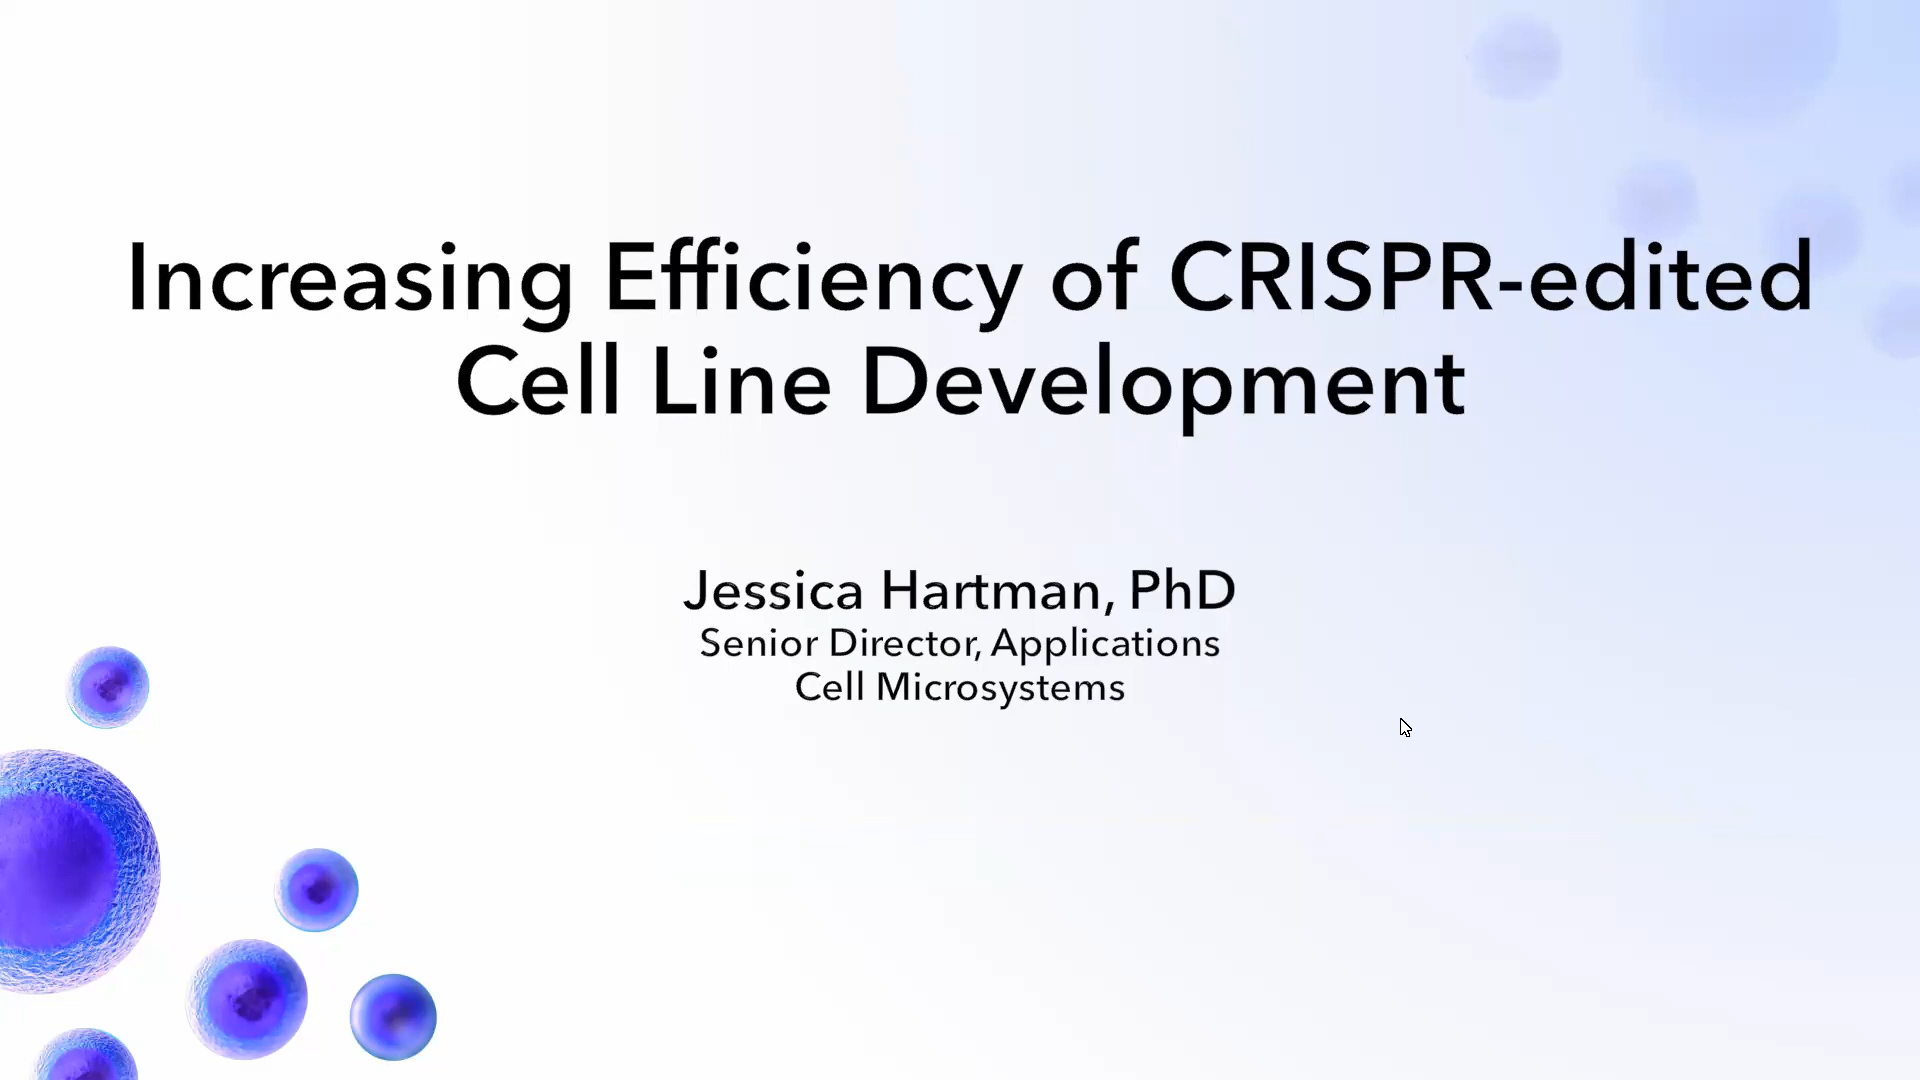 Increasing Efficiency of CRISPR-edited
Cell Line Development
Jessica Hartman, PhD
Senior Director, Applications
Cell Microsystems